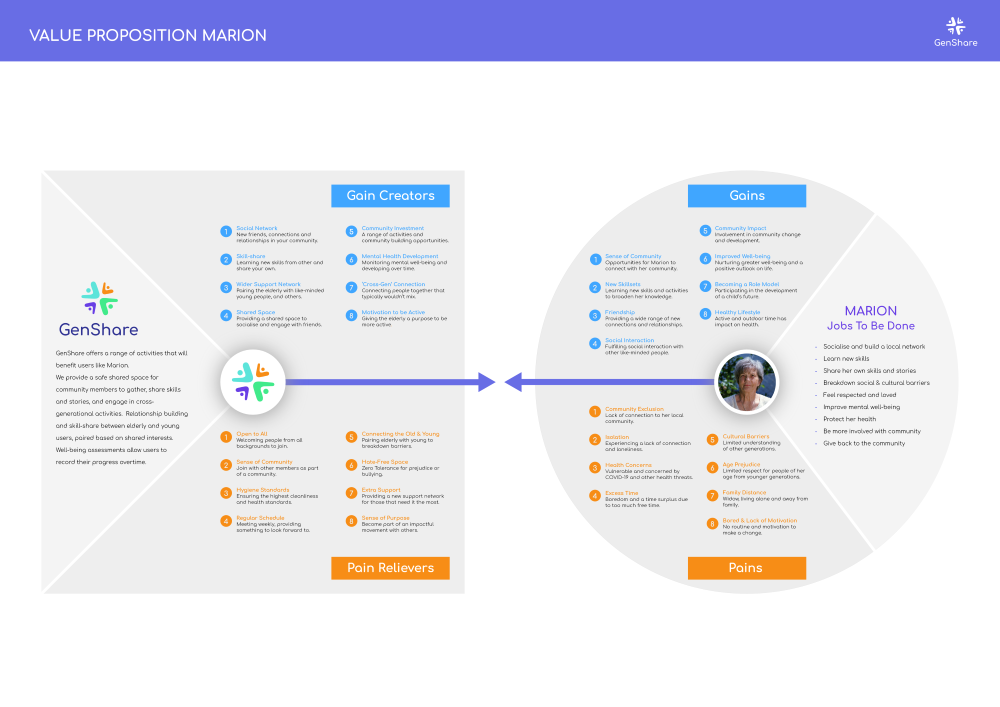 VALUE PROPOSITION MARION
GenShare
Gain Creators
1
Social Network
New friends, connections and
relationships in your community.
2
Skill-share
Learning new skills from other and
share your own.
3
Wider Support Network
Pairing the elderly with like-minded
young people, and others.
4
Shared Space
Providing a shared space to
socialise and engage with friends.
5
Community Investment
A range of activities and
community building opportunities.
6
Mental Health Development
Monitoring mental well-being and
developing over time.
7
'Cross-Gen' Connection
Connecting people together that
typically wouldn't mix.
8
Motivation to be Active
Giving the elderly a purpose to be
more active.
GenShare
GenShare offers a range of activities that will
benefit users like Marion.
We provide a safe shared space for
community members to gather, share skills
and stories, and engage in cross-
generational activities. Relationship building
and skill-share between elderly and young
users, paired based on shared interests.
Well-being assessments allow users to
record their progress overtime.
1
Open to All
Welcoming people from all
backgrounds to join.
2
Sense of Community
Join with other members as part
of a community.
3
Hygiene Standards
Ensuring the highest cleanliness
and health standards.
4
Regular Schedule
Meeting weekly, providing
something to look forward to.
5
Connecting the Old & Young
Pairing elderly with young to
breakdown barriers.
6
Hate-Free Space
Zero Tolerance for prejudice or
bullying.
7
Extra Support
Providing a new support network
for those that need it the most.
8
Sense of Purpose
Become part of an impactful
movement with others.
Pain Relievers
Gains
1
Sense of Community
Opportunities for Marion to
connect with her community.
2
New Skillsets
Learning new skills and activities
to broaden her knowledge.
3
Friendship
Providing a wide range of new
connections and relationships.
4
Social Interaction
Fulfilling social interaction with
other like-minded people.
5
Community Impact
Involvement in community change
and development.
6
Improved Well-being
Nurturing greater well-being and a
positive outlook on life.
7
Becoming a Role Model
Participating in the development
of a child's future.
8
Healthy Lifestyle
Active and outdoor time has
impact on health.
MARION
Jobs To Be Done
- Socialise and build a local network
- Learn new skills
- Share her own skills and stories
- Breakdown social & cultural barriers
- Feel respected and loved
- Improve mental well-being
- Protect her health
- Be more involved with community
- Give back to the community
1
Community Exclusion
Lack of connection to her local
community.
2
Isolation
Experiencing a lack of connection
and loneliness.
3
Health Concerns
Vulnerable and concerned by
COVID-19 and other health threats.
4
Excess Time
Boredom and a time surplus due
to too much free time.
5
Cultural Barriers
Limited understanding
of other cultures.
6
Age Prejudice
Limited respect for people of her
age from younger generations.
7
Family Distance
Widow, living alone and away from
family.
8
Bored & Lack of Motivation
No routine and motivation to
make a change.
Pains